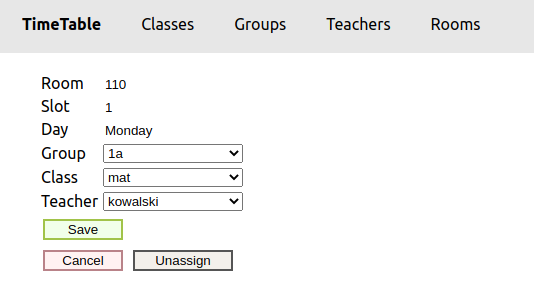 TimeTable Classes Groups Teachers Rooms
Room 110
Slot 1
Day Monday
Group 1a
Class mat
Teacher kowalski
Save
Cancel Unassign